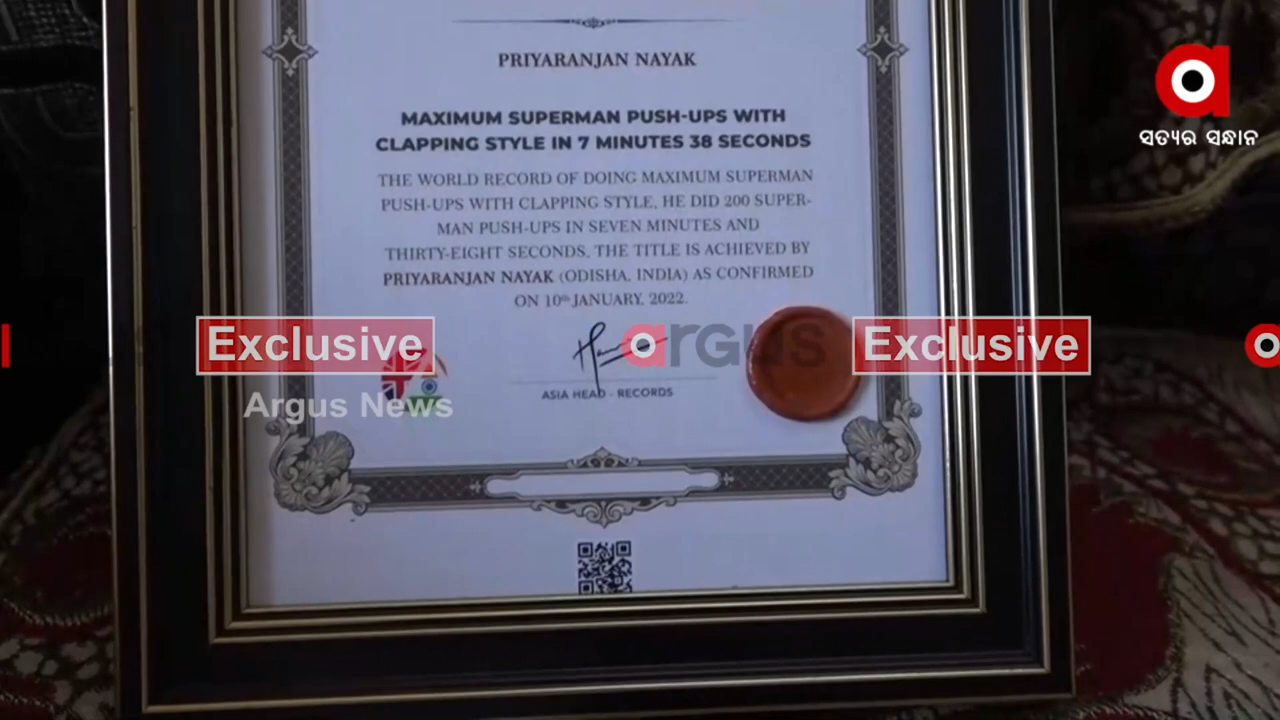 PRIYARANJAN NAYAK
MAXIMUM SUPERMAN PUSH-UPS WITH
CLAPPING STYLE IN 7 MINUTES 38 SECONDS
THE WORLD RECORD OF DOING MAXIMUM SUPERMAN
PUSH-UPS WITH CLAPPING STYLE. HE DID 200 SUPER-
MAN PUSH-UPS IN SEVEN MINUTES AND
THIRTY-EIGHT SECONDS. THE TITLE IS ACHIEVED BY
PRIYARANJAN NAYAK (ODISHA, INDIA) AS CONFIRMED
ON 10th JANUARY, 2022.
ASIA HEAD - RECORDS
ସତ୍ୟର ସନ୍ଧାନ
Exclusive
argus
Exclusive
Argus News